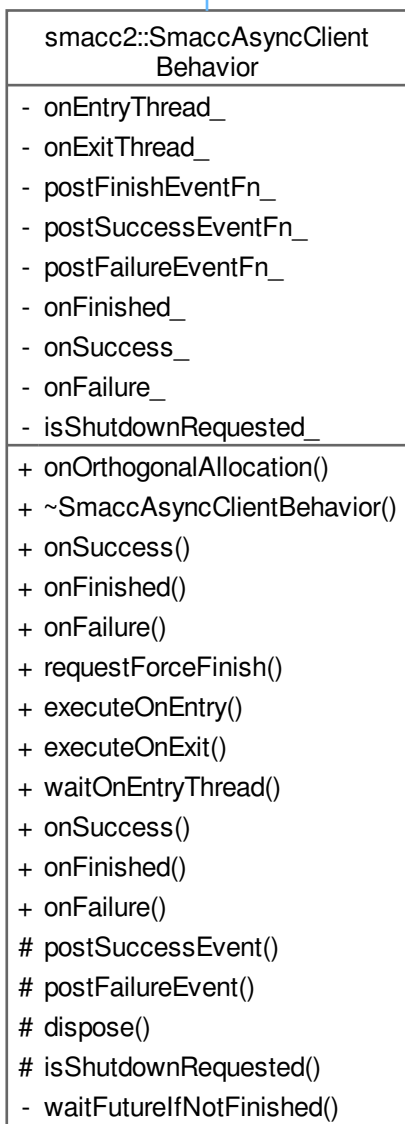 smacc2::SmaccAsyncClient
Behavior
- onEntryThread_
- onExitThread_
- postFinishEventFn_
- postSuccessEventFn_
- postFailureEventFn_
- onFinished_
- onSuccess_
- onFailure_
- isShutdownRequested_
+ onOrthogonalAllocation()
+ ~SmaccAsyncClientBehavior()
+ onSuccess()
+ onFinished()
+ onFailure()
+ requestForceFinish()
+ executeOnEntry()
+ executeOnExit()
+ waitOnEntryThread()
+ onSuccess()
+ onFinished()
+ onFailure()
# postSuccessEvent()
# postFailureEvent()
# dispose()
# isShutdownRequested()
- waitFutureIfNotFinished()